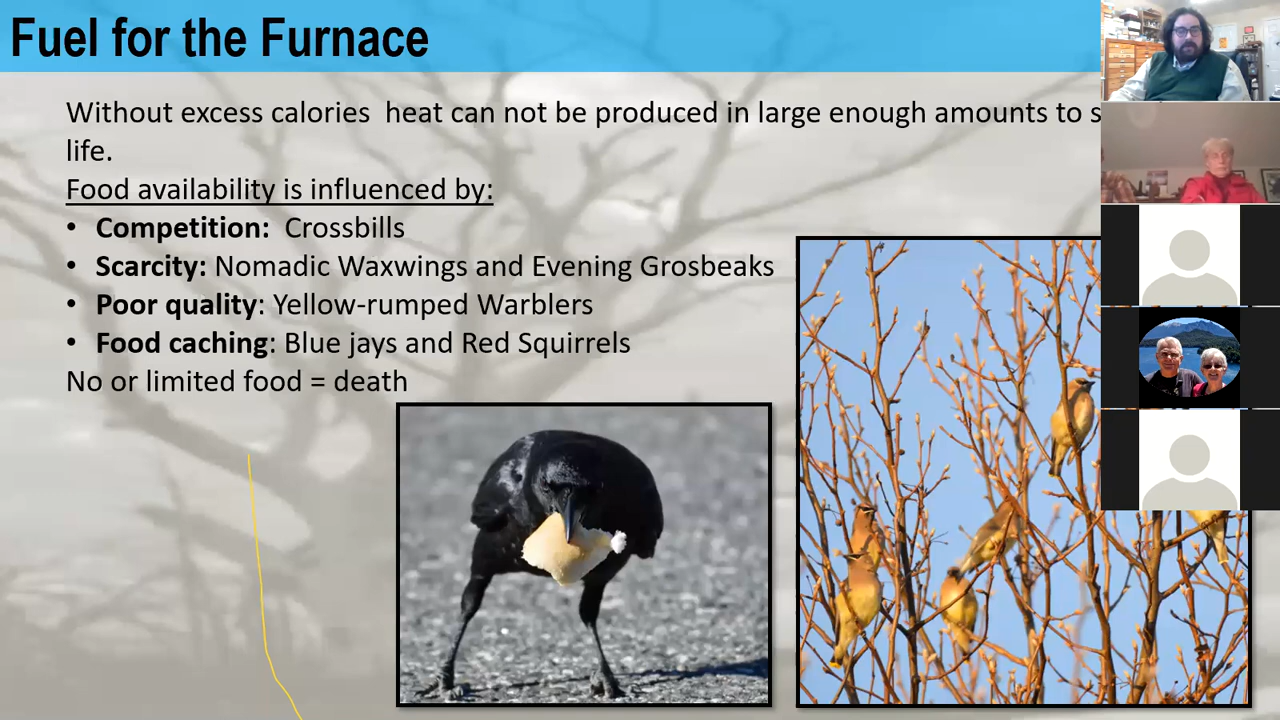 Fuel for the Furnace
Without excess calories heat can not be produced in large enough amounts to s
life.
Food availability is influenced by:
• Competition: Crossbills
• Scarcity: Nomadic Waxwings and Evening Grosbeaks
• Poor quality: Yellow-rumped Warblers
• Food caching: Blue jays and Red Squirrels
No or limited food = death